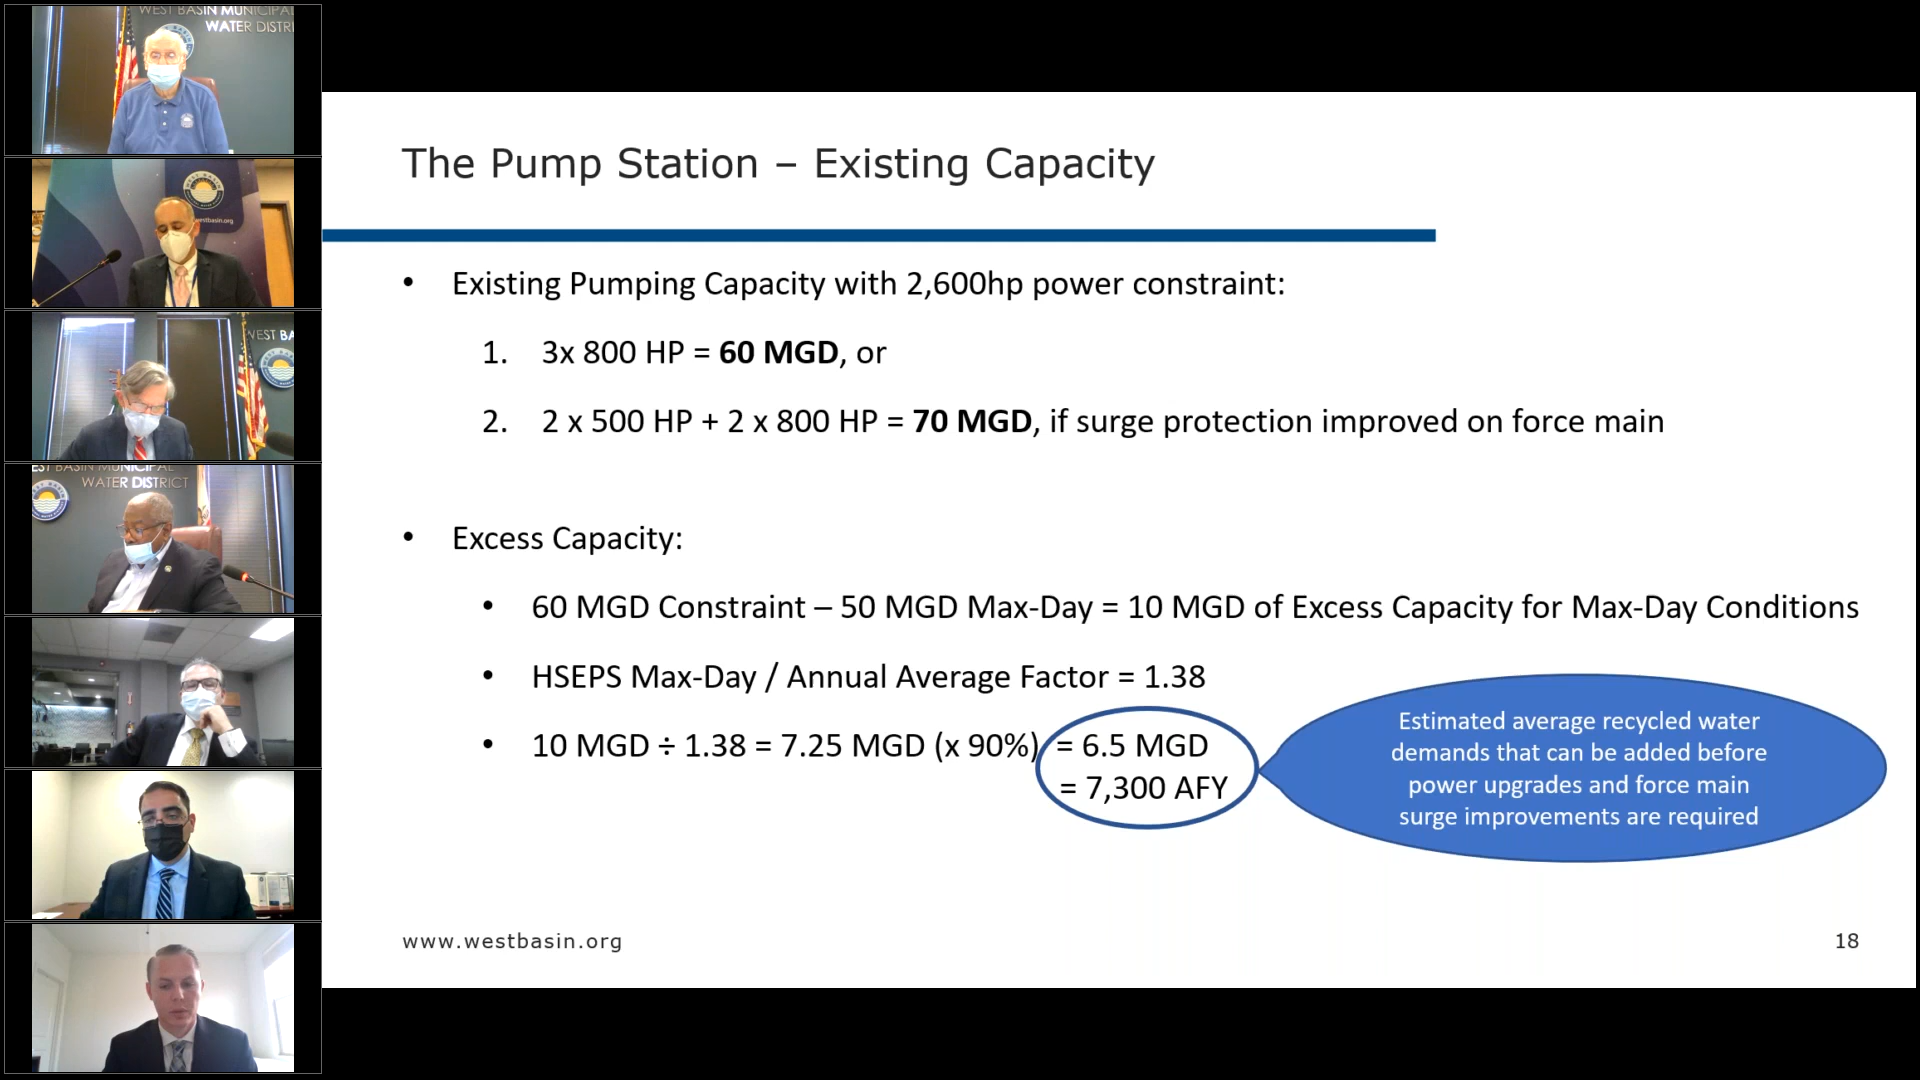 WEST BASIN MUNICIPAL
WATER DISTRI
WEST BASIN
westbasin.org
WEST BA
EST BASIN MUNICIPAL
WATER DISTRICT
The Pump Station – Existing Capacity
• Existing Pumping Capacity with 2,600hp power constraint:
1. 3x 800 HP = 60 MGD, or
2. 2 x 500 HP + 2 x 800 HP = 70 MGD, if surge protection improved on force main
• Excess Capacity:
• 60 MGD Constraint – 50 MGD Max-Day = 10 MGD of Excess Capacity for Max-Day Conditions
• HSEPS Max-Day / Annual Average Factor = 1.38
• 10 MGD ÷ 1.38 = 7.25 MGD (x 90%) = 6.5 MGD
= 7,300 AFY
Estimated average recycled water
demands that can be added before
power upgrades and force main
surge improvements are required
www.westbasin.org
18